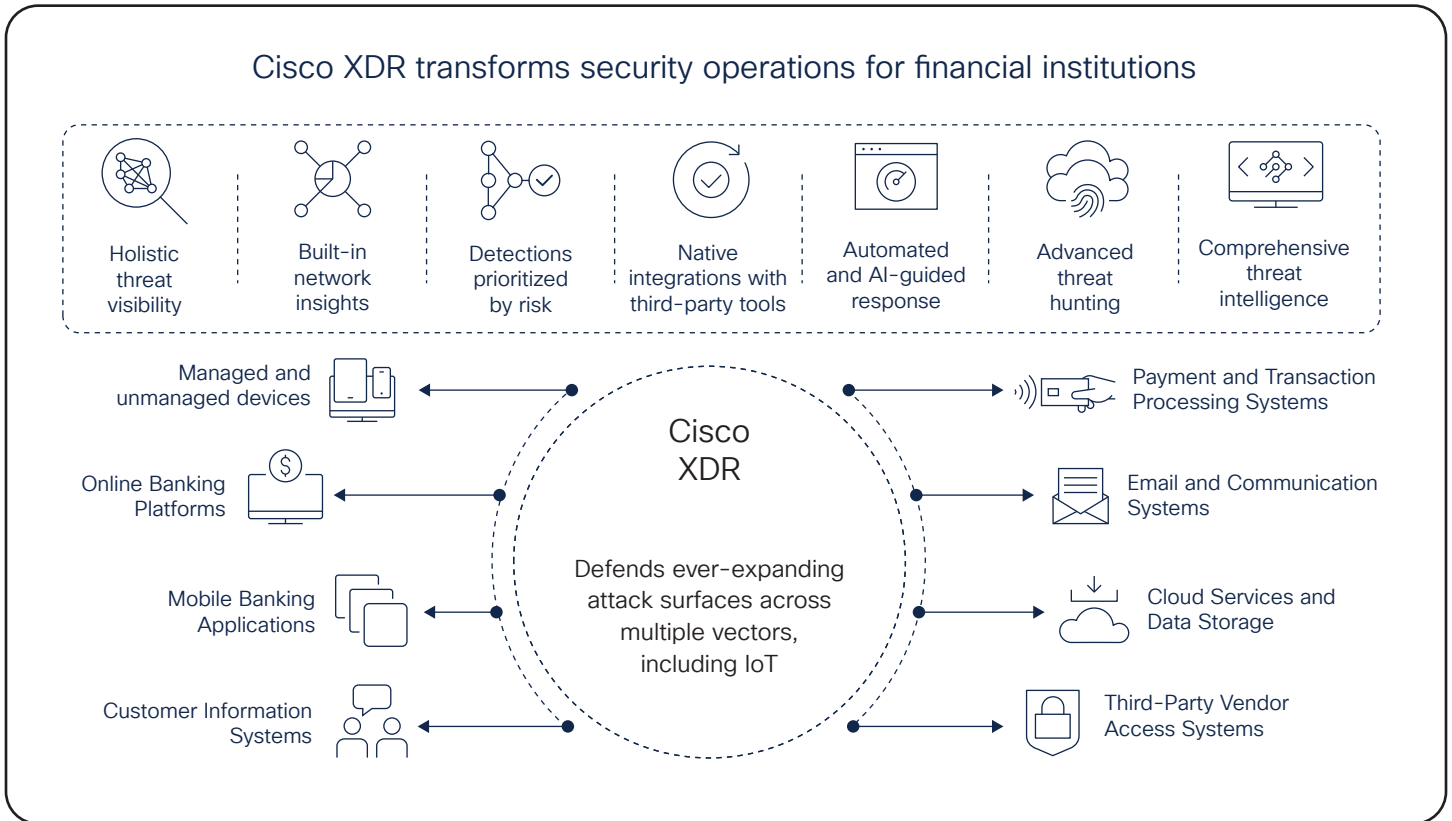 Cisco XDR transforms security operations for financial institutions
Holistic
threat
visibility
Built-in
network
insights
Detections
prioritized
by risk
Native
integrations with
third-party tools
Automated
and AI-guided
response
Advanced
threat
hunting
Comprehensive
threat
intelligence
Managed and
unmanaged devices
Online Banking
Platforms
Mobile Banking
Applications
Customer Information
Systems
Cisco
XDR
Defends ever-expanding
attack surfaces across
multiple vectors,
including IoT
Payment and Transaction
Processing Systems
Email and Communication
Systems
Cloud Services and
Data Storage
Third-Party Vendor
Access Systems